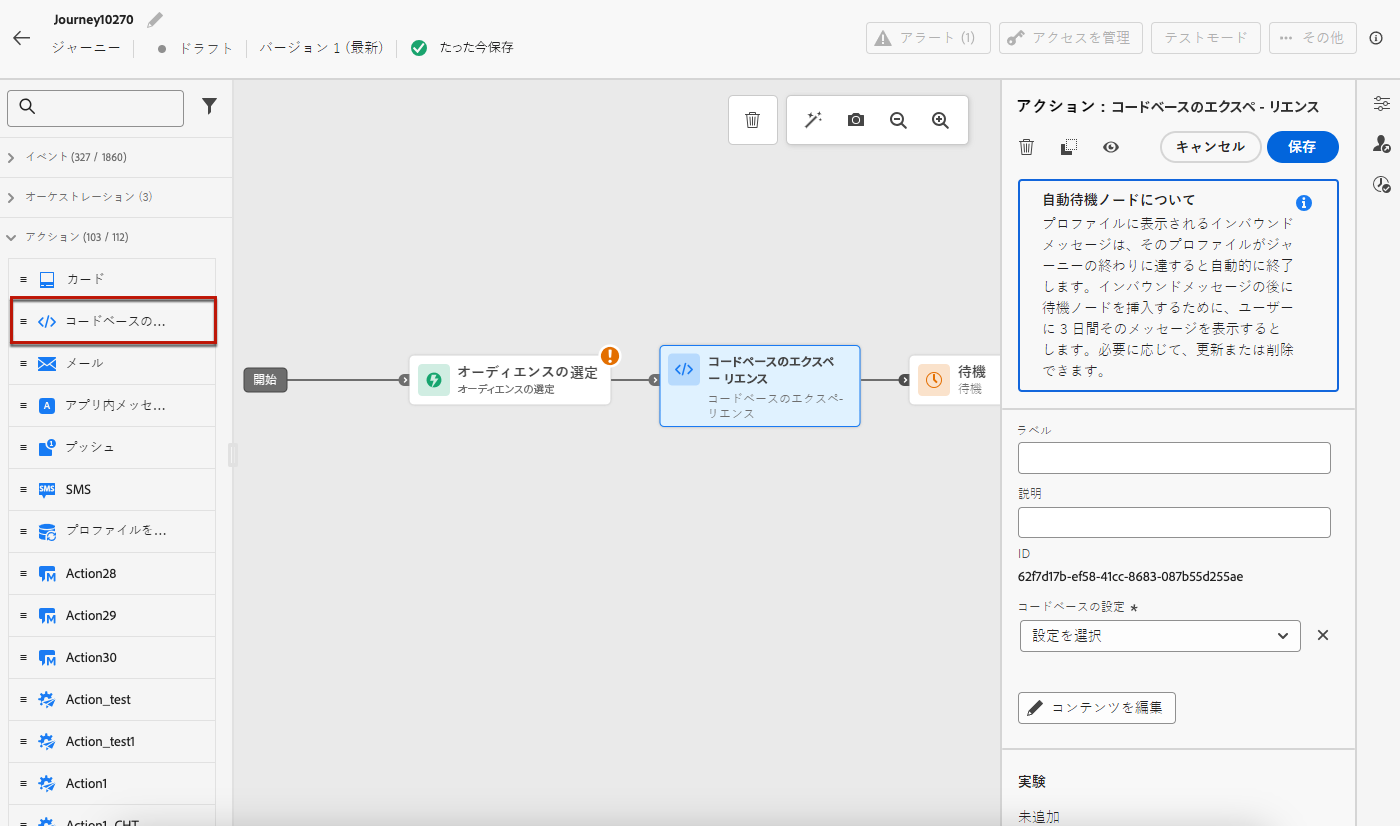 Journey10270
ジャーニー
ドラフト
バージョン 1 (最新)
たった今保存
アラート (1)
アクセスを管理
テストモード
その他
イベント (327 / 1860)
オーケストレーション (3)
アクション (103 / 112)
カード
コードベースの...
メール
アプリ内メッセ...
プッシュ
SMS
プロファイルを...
Action28
Action29
Action30
Action_test
Action_test1
Action1
Action1_CHT
開始
オーディエンスの選定
オーディエンスの選定
コードベースのエクスペ
ー リエンス
コードベースのエクスペ-
リエンス
待機
待機
アクション : コードベースのエクスペ - リエンス
キャンセル
保存
自動待機ノードについて
プロファイルに表示されるインバウンド
メッセージは、そのプロファイルがジャ
ーニーの終わりに達すると自動的に終了
します。インバウンドメッセージの後に
待機ノードを挿入するために、ユーザー
に 3 日間そのメッセージを表示すると
します。必要に応じて、更新または削除
できます。
ラベル
説明
ID
62f7d17b-ef58-41cc-8683-087b55d255ae
コードベースの設定 *
設定を選択
コンテンツを編集
実験
未追加